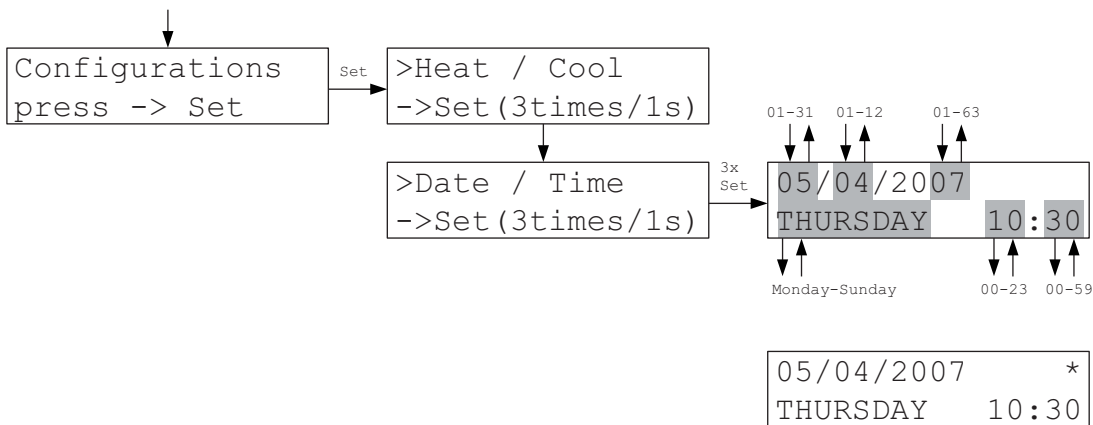 Configurations
press -> Set
Set
>Heat / Cool
->Set(3times/1s)
>Date / Time
->Set(3times/1s)
3x
Set
01-31 01-12 01-63
05/04/2007
THURSDAY 10:30
Monday-Sunday 00-23 00-59
05/04/2007 *
THURSDAY 10:30